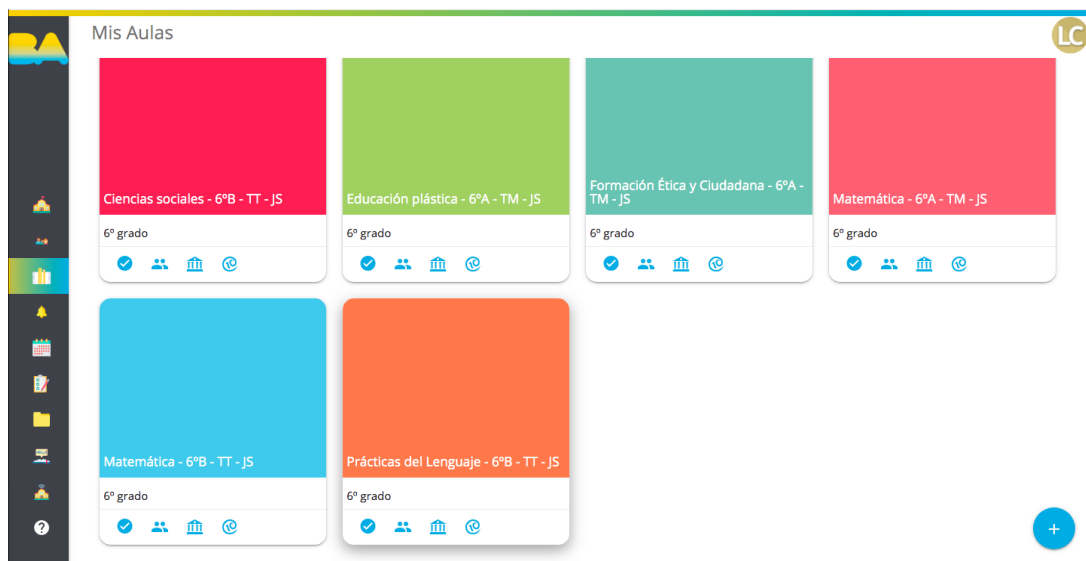 BA
Mis Aulas
LC
Ciencias sociales - 6ºB - TT - JS
6º grado
Educación plástica - 6ºA - TM - JS
6º grado
Formación Ética y Ciudadana - 6ºA -
TM - JS
6º grado
Matemática - 6ºA - TM - JS
6º grado
Matemática - 6ºB - TT - JS
6º grado
Prácticas del Lenguaje - 6ºB - TT - JS
6º grado
?
+